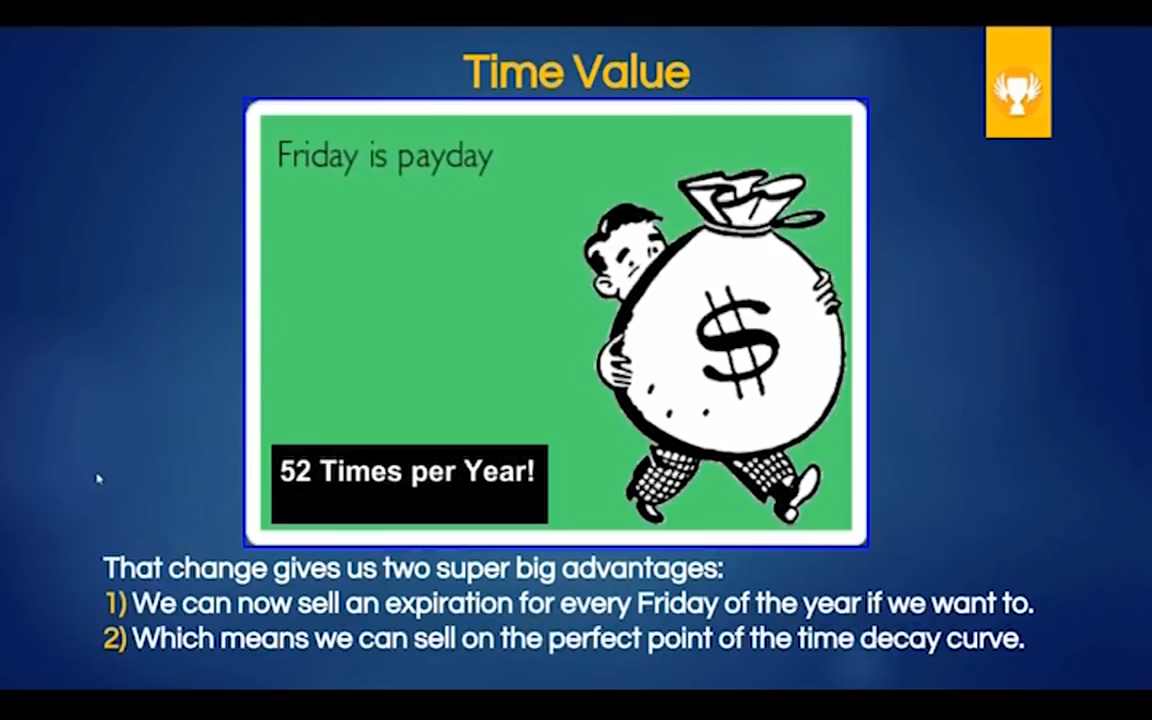 Time Value
Friday is payday
$
52 Times per Year!
That change gives us two super big advantages:
1) We can now sell an expiration for every Friday of the year if we want to.
2) Which means we can sell on the perfect point of the time decay curve.